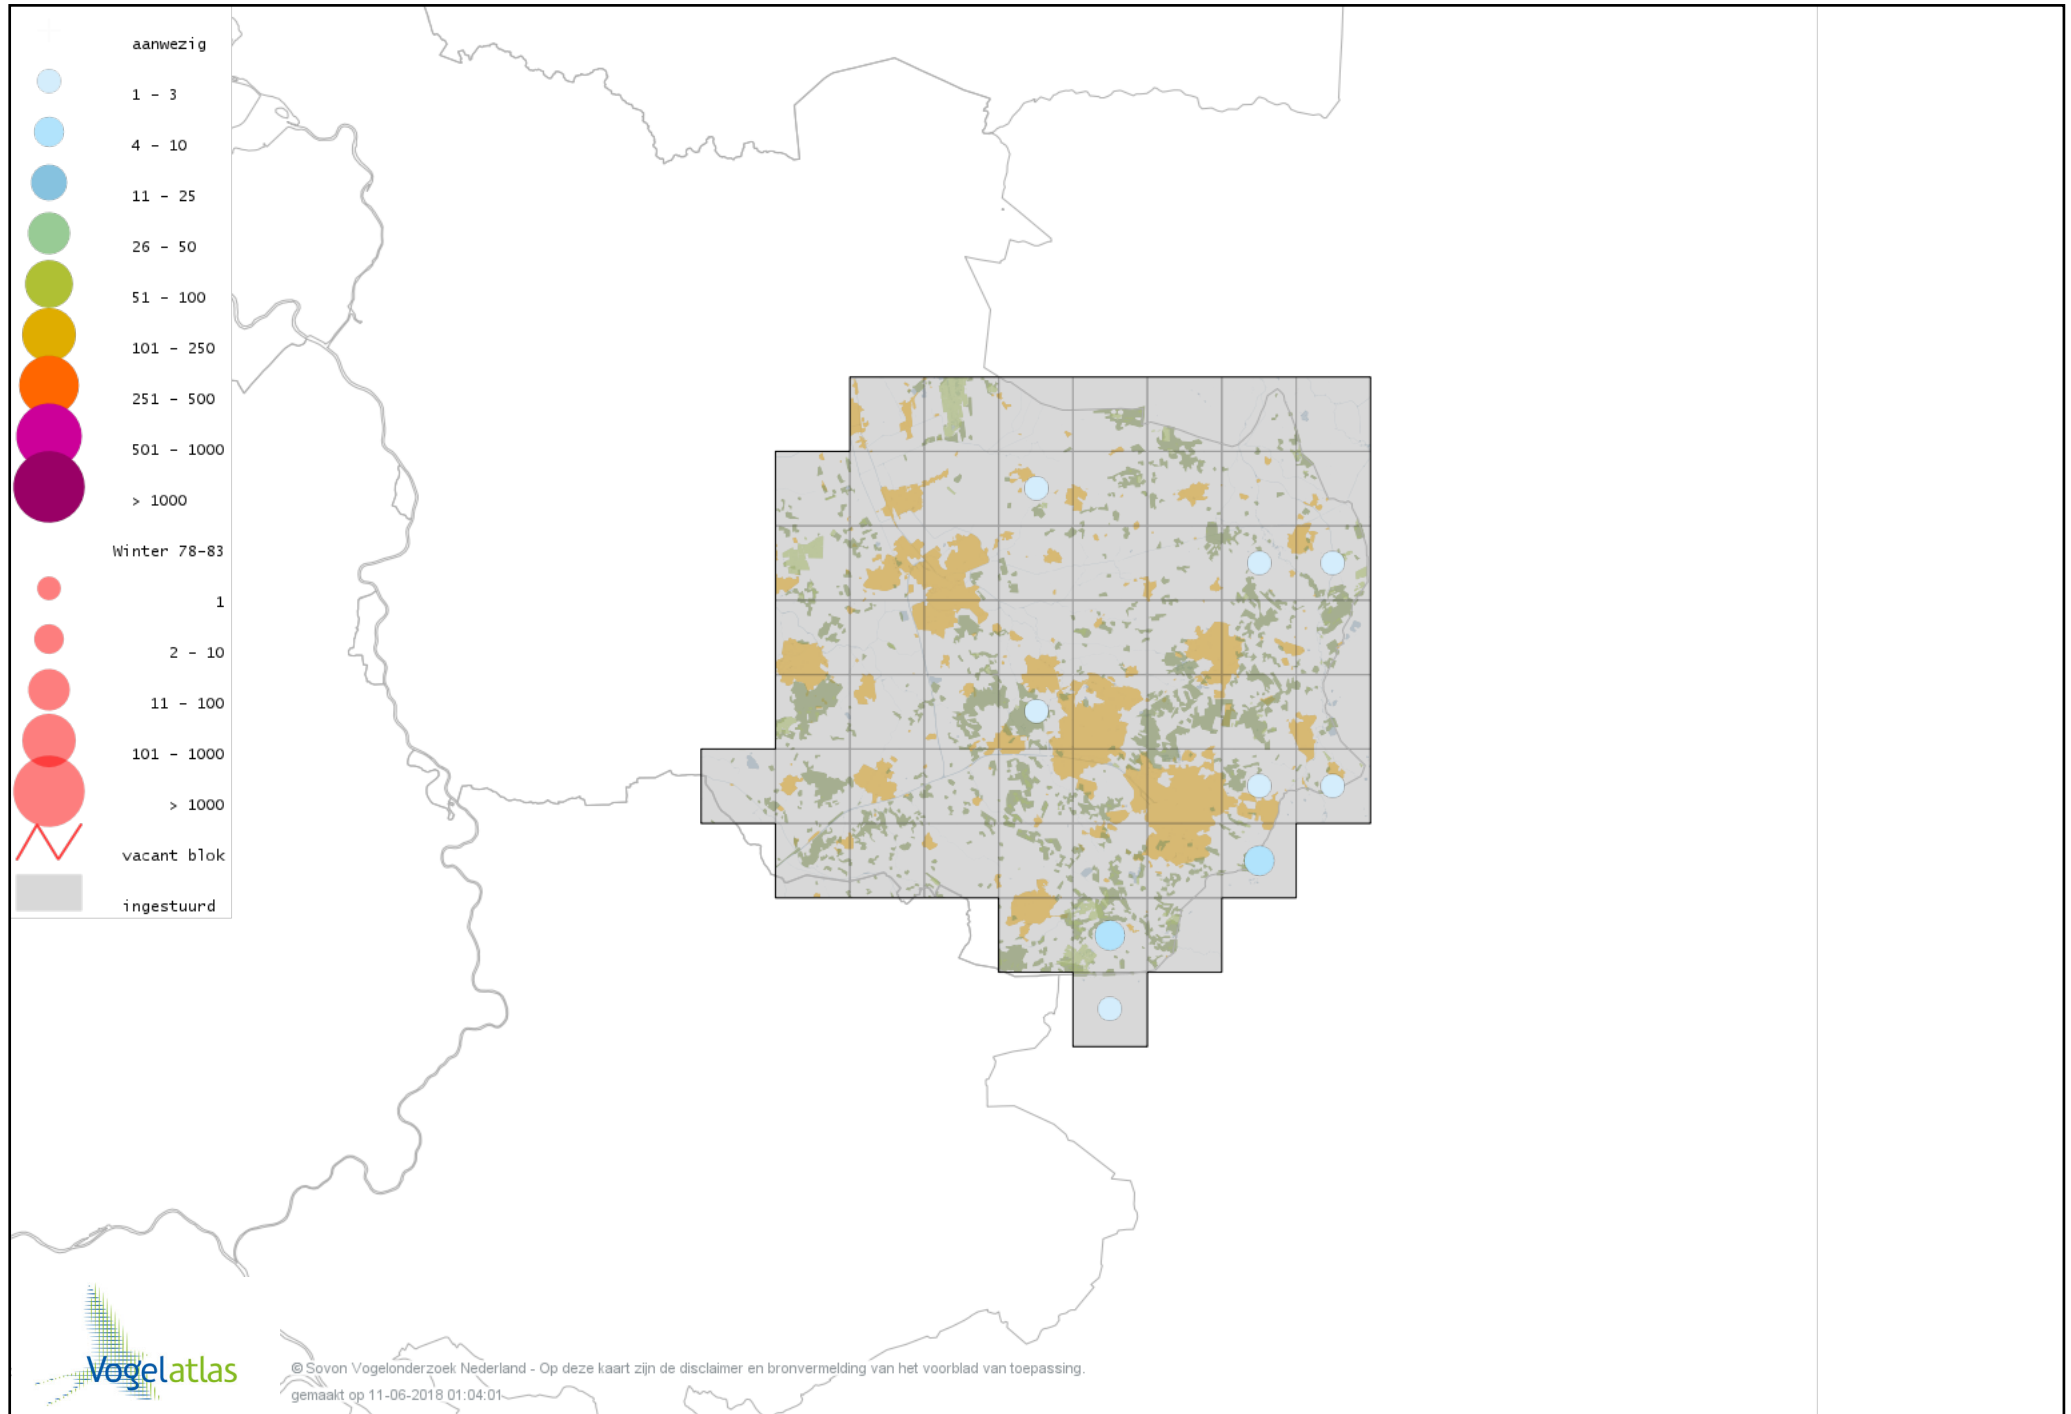 aanwezig
1 - 3
4 - 10
11 - 25
26 - 50
51 - 100
101 - 250
251 - 500
501 - 1000
> 1000
Winter 78-83
1
2 - 10
11 - 100
101 - 1000
> 1000
vacant blok
ingestuurd
Vogelatlas
© Sovon Vogelonderzoek Nederland - Op deze kaart zijn de disclaimer en bronvermelding van het voorblad van toepassing.
gemaakt op 11-06-2018 01:04:01